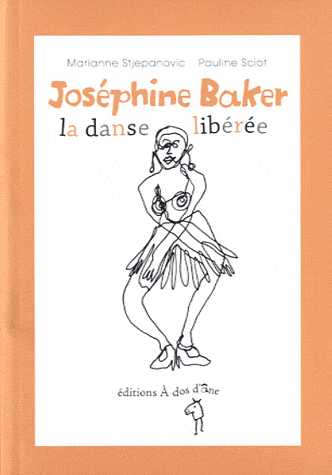 Marianne Stjepanovic Pauline Sciot
Joséphine Baker
la danse libérée
éditions À dos d'âne